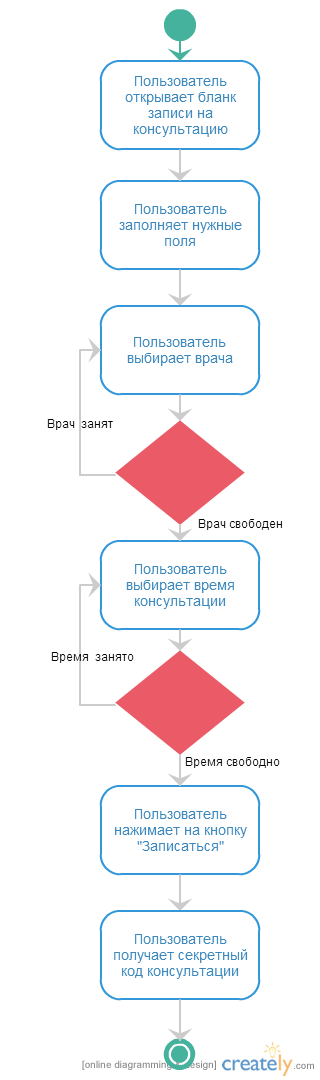 Пользователь
открывает бланк
записи на
консультацию
Пользователь
заполняет нужные
поля
Пользователь
выбирает врача
Врач занят
Врач свободен
Пользователь
выбирает время
консультации
Время занято
Время свободно
Пользователь
нажимает на кнопку
"Записаться"
Пользователь
получает секретный
код консультации
[online diagramming & design] creately.com